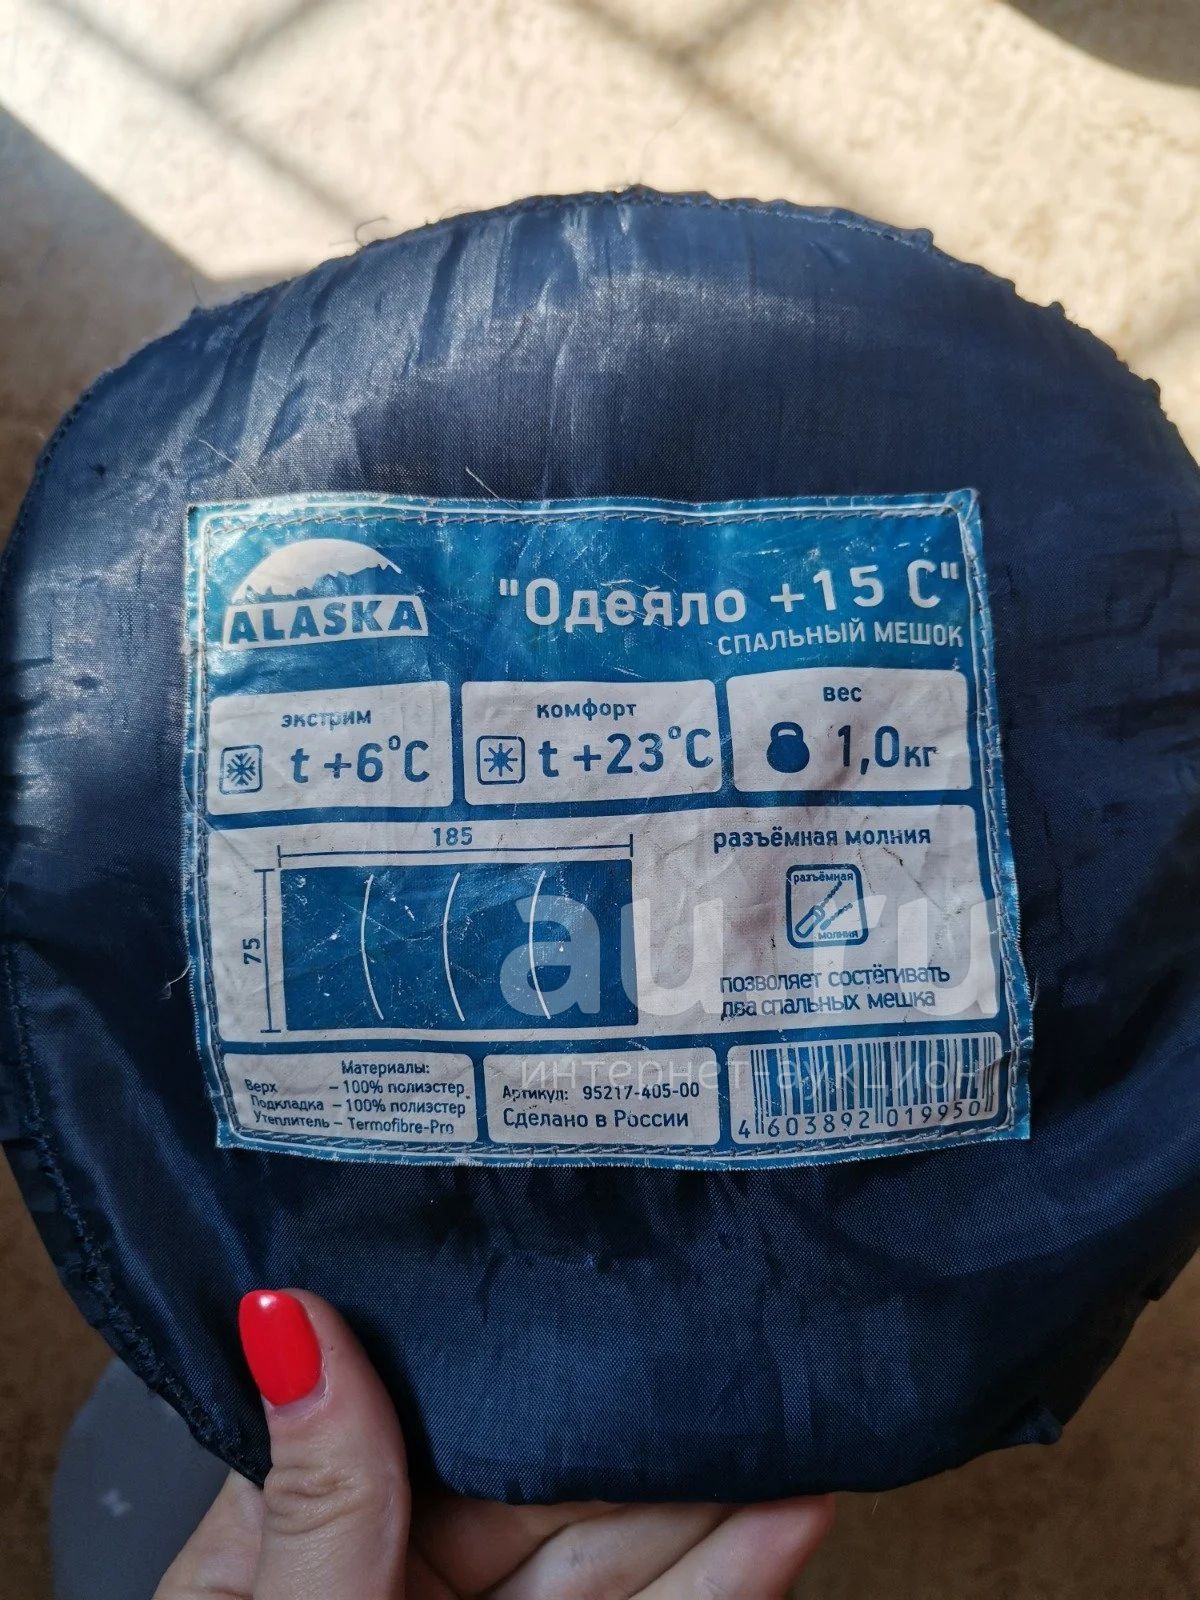 ALASKA
"Одеяло +15 С"
СПАЛЬНЫЙ МЕШОК
экстрим
t +6°С
комфорт
t +23°С
вес
1,0кг
185
75
разъёмная молния
разъёмная
молния
позволяет состёгивать
два спальных мешка
au.ru
интернет-аукцион
Материалы:
Верх – 100% полиэстер
Подкладка – 100% полиэстер
Утеплитель – Termofibre-Pro
Артикул: 95217-405-00
Сделано в России
4 603892 019950